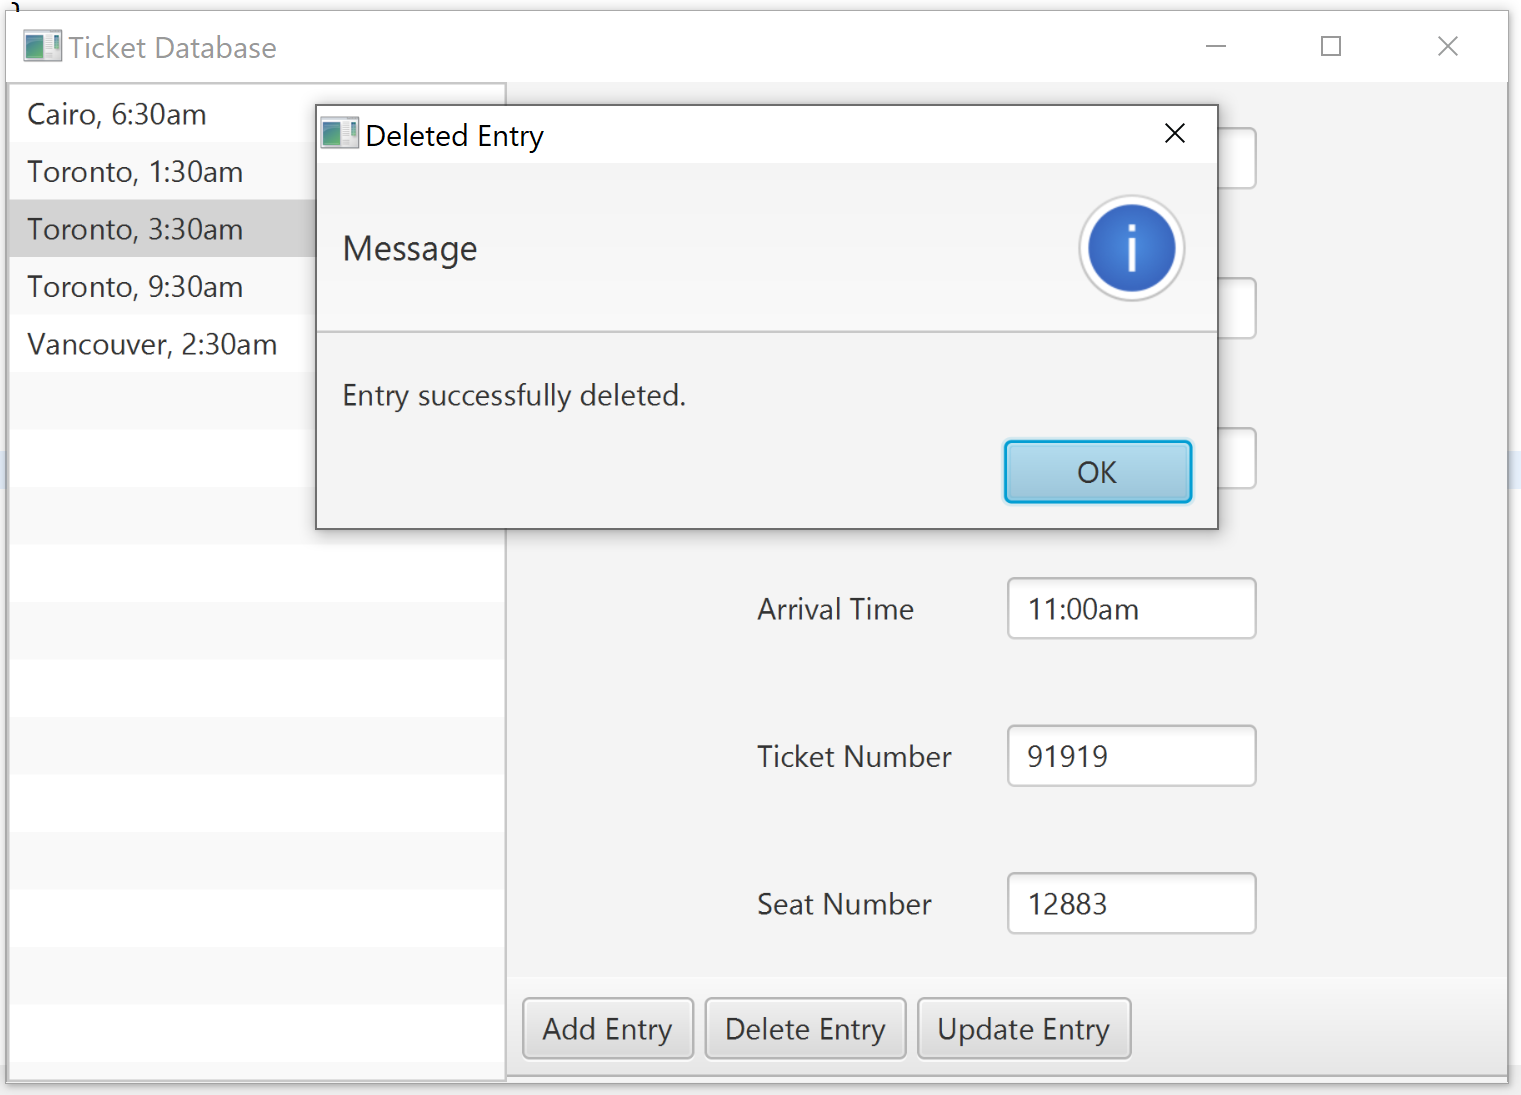 Ticket Database
Cairo, 6:30am
Toronto, 1:30am
Toronto, 3:30am
Toronto, 9:30am
Vancouver, 2:30am
Deleted Entry
Message
Entry successfully deleted.
OK
Arrival Time 11:00am
Ticket Number 91919
Seat Number 12883
Add Entry Delete Entry Update Entry